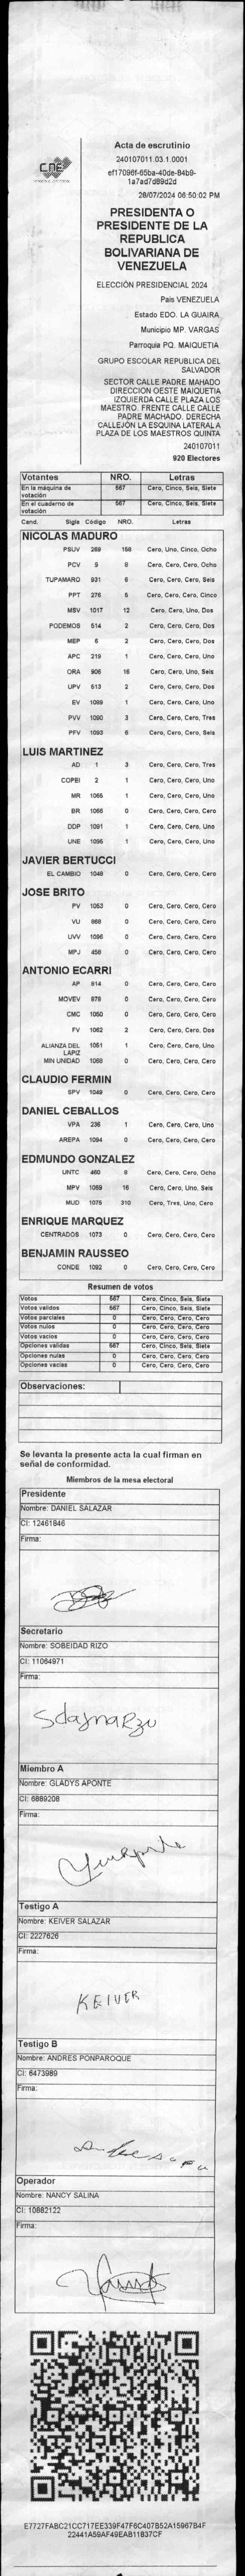 CNE
Acta de escrutinio
240107011.03.1.0001
ef17096f-65ba-40de-84b9-
1a7ad7d89d2d
28/07/2024 06:50:02 PM
PRESIDENTA O
PRESIDENTE DE LA
REPUBLICA
BOLIVARIANA DE
VENEZUELA
ELECCIÓN PRESIDENCIAL 2024
Pais VENEZUELA
Estado EDO. LA GUAIRA
Municipio MP. VARGAS
Parroquia PQ. MAIQUETIA
GRUPO ESCOLAR REPUBLICA DEL
SALVADOR
SECTOR CALLE PADRE MAHADO
DIRECCION OESTE MAIQUETIA
IZQUIERDA CALLE PLAZA LOS
MAESTRO. FRENTE CALLE CALLE
PADRE MACHADO. DERECHA
CALLEJÓN LA ESQUINA LATERAL A
PLAZA DE LOS MAESTROS QUINTA
240107011
920 Electores
Votantes NRO. Letras
En la máquina de votación 567 Cero, Cinco, Seis, Siete
En el cuaderno de votación 567 Cero, Cinco, Seis, Siete
Cand. Sigla Código NRO. Letras
NICOLAS MADURO
PSUV 269 158 Cero, Uno, Cinco, Ocho
PCV 9 8 Cero, Cero, Cero, Ocho
TUPAMARO 931 6 Cero, Cero, Cero, Seis
PPT 276 5 Cero, Cero, Cero, Cinco
MSV 1017 12 Cero, Cero, Uno, Dos
PODEMOS 514 2 Cero, Cero, Cero, Dos
MEP 6 2 Cero, Cero, Cero, Dos
APC 219 1 Cero, Cero, Cero, Uno
ORA 906 16 Cero, Cero, Uno, Seis
UPV 513 2 Cero, Cero, Cero, Dos
EV 1089 1 Cero, Cero, Cero, Uno
PVV 1090 3 Cero, Cero, Cero, Tres
PFV 1093 6 Cero, Cero, Cero, Seis
LUIS MARTINEZ
AD 1 3 Cero, Cero, Cero, Tres
COPEI 2 1 Cero, Cero, Cero, Uno
MR 1065 1 Cero, Cero, Cero, Uno
BR 1066 0 Cero, Cero, Cero, Cero
DDP 1091 1 Cero, Cero, Cero, Uno
UNE 1095 1 Cero, Cero, Cero, Uno
JAVIER BERTUCCI
EL CAMBIO 1048 0 Cero, Cero, Cero, Cero
JOSE BRITO
PV 1053 0 Cero, Cero, Cero, Cero
VU 868 0 Cero, Cero, Cero, Cero
UVV 1096 0 Cero, Cero, Cero, Cero
MPJ 458 0 Cero, Cero, Cero, Cero
ANTONIO ECARRI
AP 814 0 Cero, Cero, Cero, Cero
MOVEV 878 0 Cero, Cero, Cero, Cero
CMC 1050 0 Cero, Cero, Cero, Cero
FV 1062 2 Cero, Cero, Cero, Dos
ALIANZA DEL LAPIZ 1051 1 Cero, Cero, Cero, Uno
MIN UNIDAD 1088 0 Cero, Cero, Cero, Cero
CLAUDIO FERMIN
SPV 1049 0 Cero, Cero, Cero, Cero
DANIEL CEBALLOS
VPA 236 1 Cero, Cero, Cero, Uno
AREPA 1094 0 Cero, Cero, Cero, Cero
EDMUNDO GONZALEZ
UNTC 460 8 Cero, Cero, Cero, Ocho
MPV 1069 16 Cero, Cero, Uno, Seis
MUD 1075 310 Cero, Tres, Uno, Cero
ENRIQUE MARQUEZ
CENTRADOS 1073 0 Cero, Cero, Cero, Cero
BENJAMIN RAUSSEO
CONDE 1092 0 Cero, Cero, Cero, Cero
Resumen de votos
Votos 567 Cero, Cinco, Seis, Siete
Votos validos 567 Cero, Cinco, Seis, Siete
Votos parciales 0 Cero, Cero, Cero, Cero
Votos nulos 0 Cero, Cero, Cero, Cero
Votos vacios 0 Cero, Cero, Cero, Cero
Opciones validas 567 Cero, Cinco, Seis, Siete
Opciones nulas 0 Cero, Cero, Cero, Cero
Opciones vacias 0 Cero, Cero, Cero, Cero
Observaciones:
Se levanta la presente acta la cual firman en
señal de conformidad.
Miembros de la mesa electoral
Presidente
Nombre: DANIEL SALAZAR
CI: 12461846
Firma:
Secretario
Nombre: SOBEIDAD RIZO
CI: 11064971
Firma:
Miembro A
Nombre: GLADYS APONTE
CI: 6889208
Firma:
Testigo A
Nombre: KEIVER SALAZAR
CI: 2227626
Firma:
KEIVER
Testigo B
Nombre: ANDRES PONPAROQUE
CI: 6473989
Firma:
Operador
Nombre: NANCY SALINA
CI: 10882122
Firma:
E7727FABC21CC717EE339F47F6C407B52A15967B4F
22441A59AF49EAB11837CF